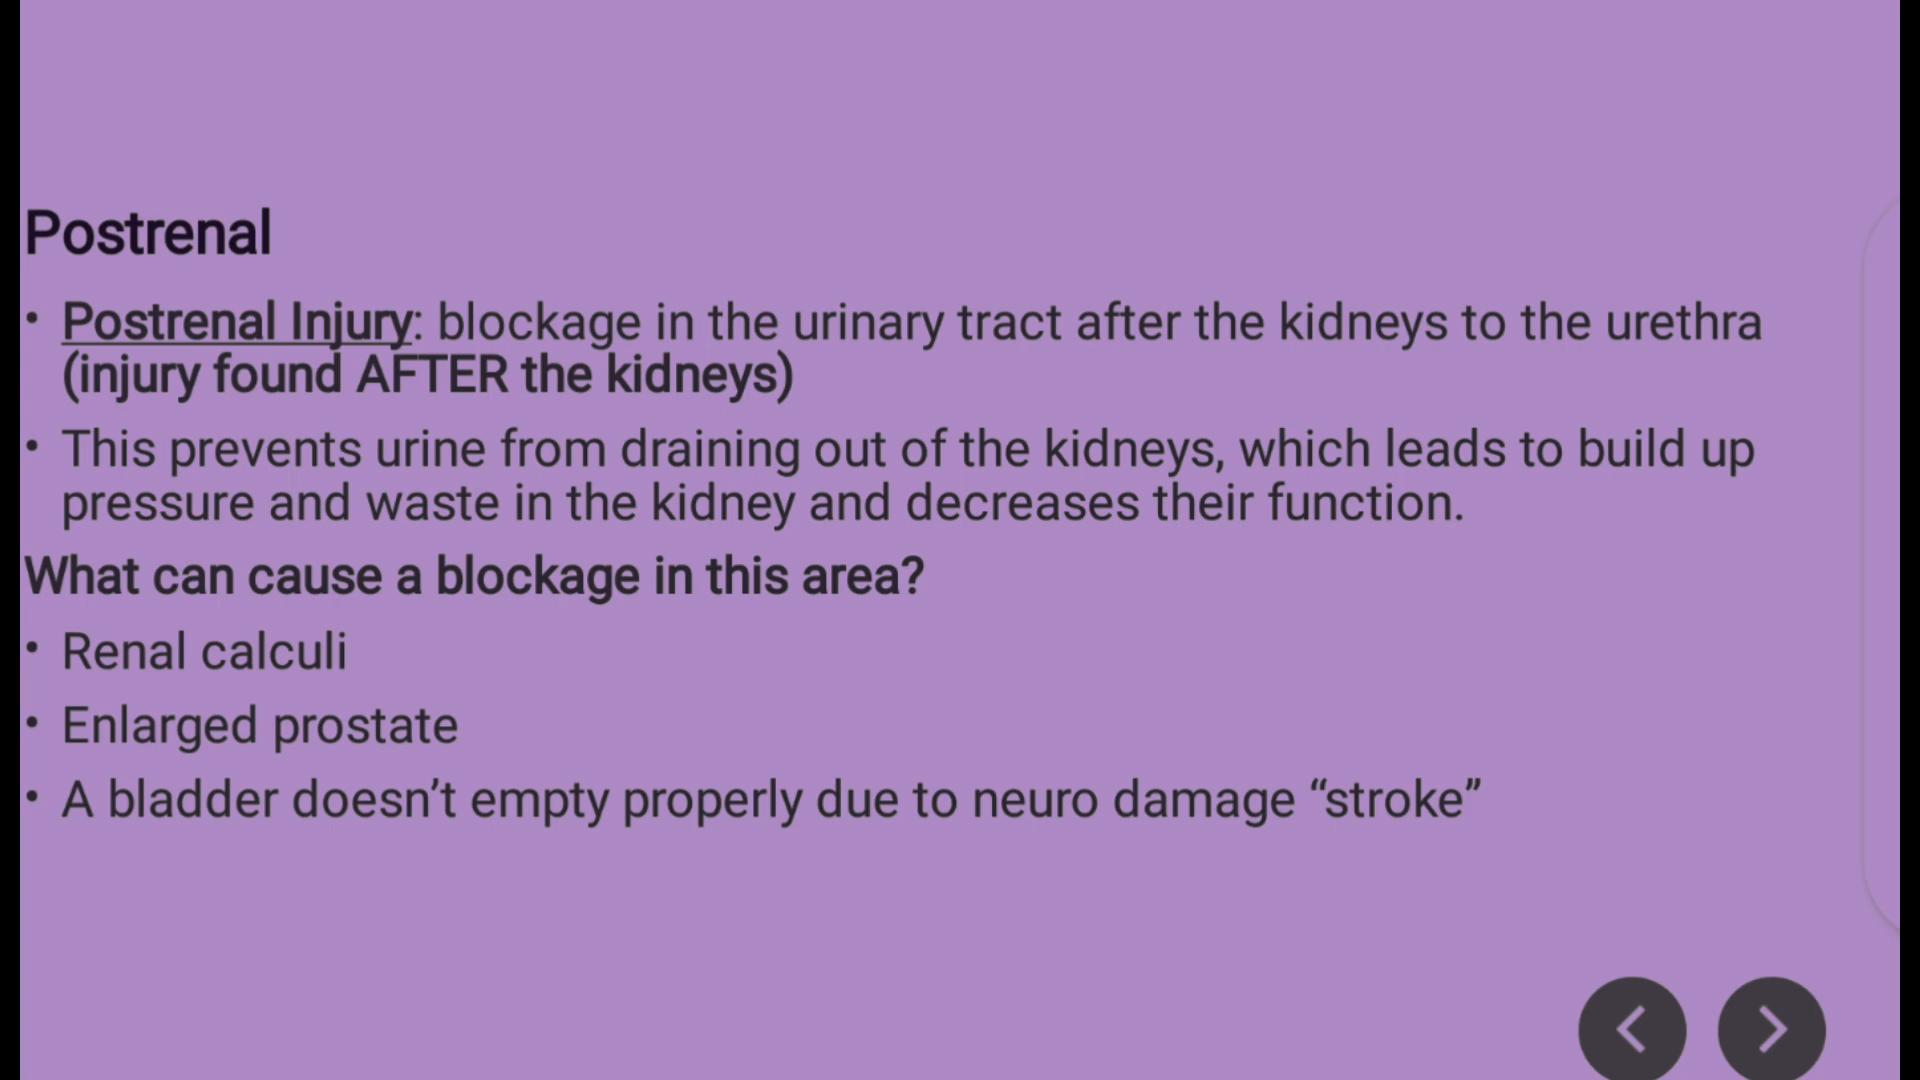 Postrenal
• Postrenal Injury: blockage in the urinary tract after the kidneys to the urethra
(injury found AFTER the kidneys)
• This prevents urine from draining out of the kidneys, which leads to build up
pressure and waste in the kidney and decreases their function.
What can cause a blockage in this area?
• Renal calculi
• Enlarged prostate
• A bladder doesn’t empty properly due to neuro damage “stroke”